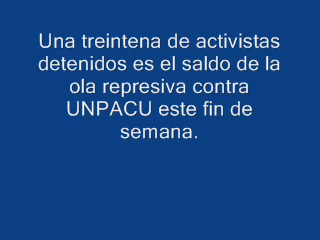 Una treintena de activistas
detenidos es el saldo de la
ola represiva contra
UNPACU este fin de
semana.